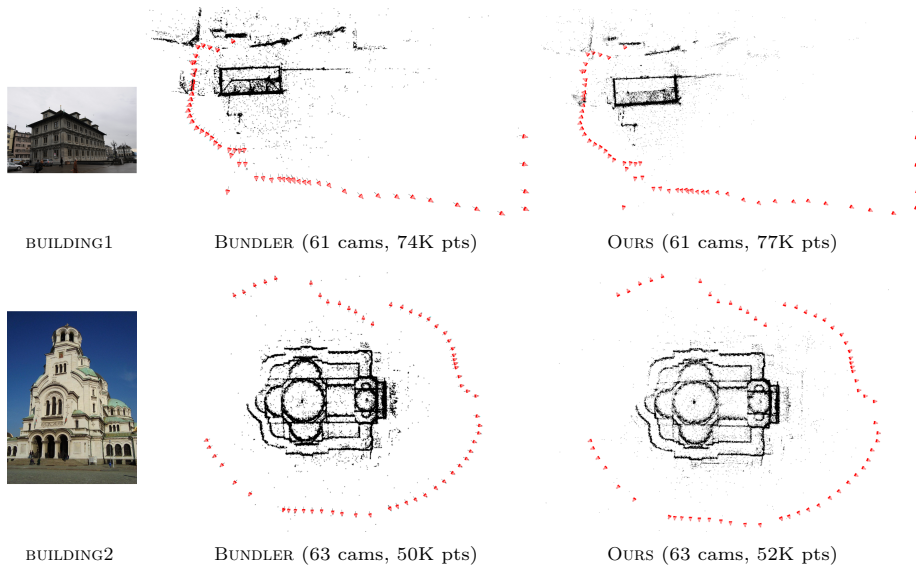 BUILDING1
BUNDLER (61 cams, 74K pts)
OURS (61 cams, 77K pts)
BUILDING2
BUNDLER (63 cams, 50K pts)
OURS (63 cams, 52K pts)